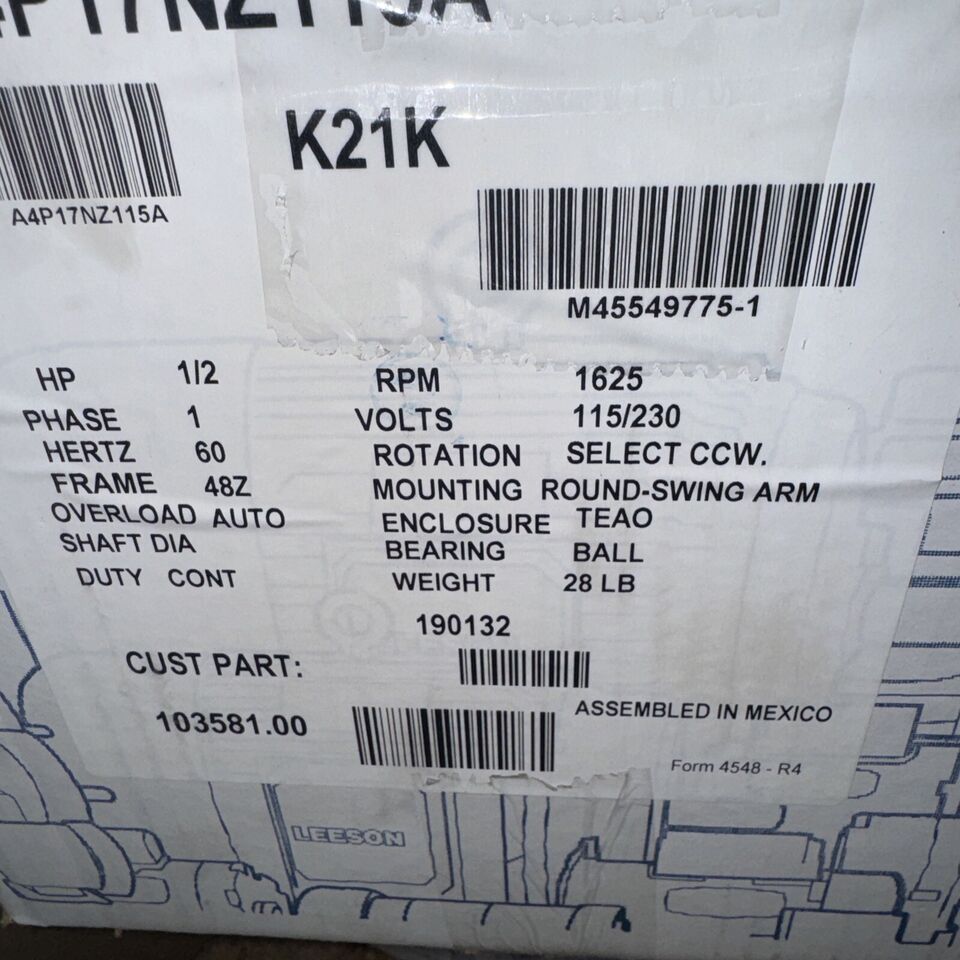 4P17NZ115A
K21K
A4P17NZ115A
M45549775-1
HP 1/2 RPM 1625
PHASE 1 VOLTS 115/230
HERTZ 60 ROTATION SELECT CCW.
FRAME 48Z MOUNTING ROUND-SWING ARM
OVERLOAD AUTO ENCLOSURE TEAO
SHAFT DIA BEARING BALL
DUTY CONT WEIGHT 28 LB
190132
CUST PART:
103581.00 ASSEMBLED IN MEXICO
Form 4548 - R4
LEESON